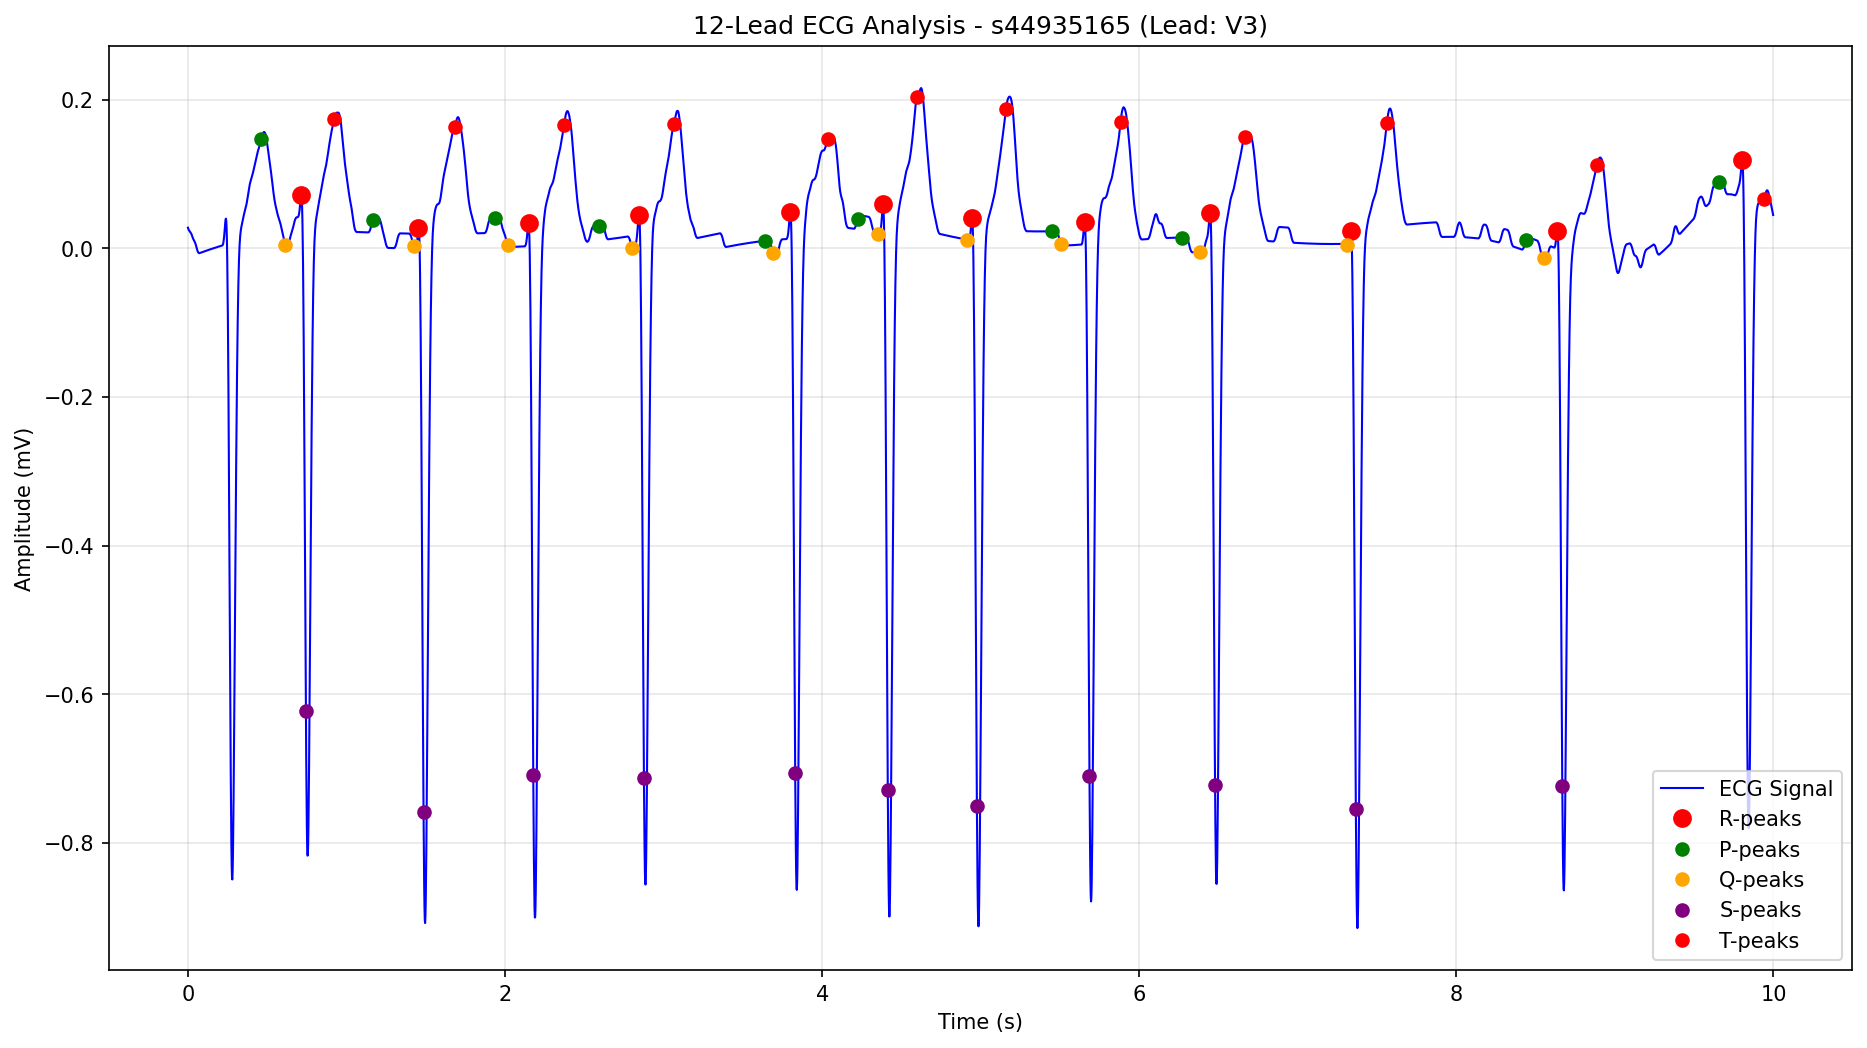 12-Lead ECG Analysis - s44935165 (Lead: V3)
0.2
0.0
−0.2
−0.4
−0.6
−0.8
Amplitude (mV)
0
2
4
6
8
10
Time (s)
ECG Signal
R-peaks
P-peaks
Q-peaks
S-peaks
T-peaks